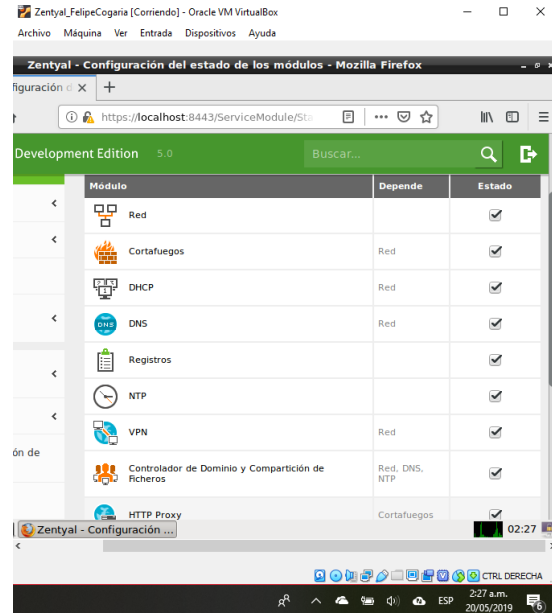 Zentyal_FelipeCogaria [Corriendo] - Oracle VM VirtualBox
Archivo Máquina Ver Entrada Dispositivos Ayuda
Zentyal - Configuración del estado de los módulos - Mozilla Firefox
figuración d
https://localhost:8443/ServiceModule/Sta
Development Edition 5.0 Buscar...
Módulo Depende Estado
Red
Cortafuegos Red
DHCP Red
DNS Red
Registros
NTP
VPN Red
ón de
Controlador de Dominio y Compartición de Ficheros Red, DNS, NTP
HTTP Proxy Cortafuegos
Zentyal - Configuración ... 02:27
CTRL DERECHA
ESP 2:27 a.m.
20/05/2019 6